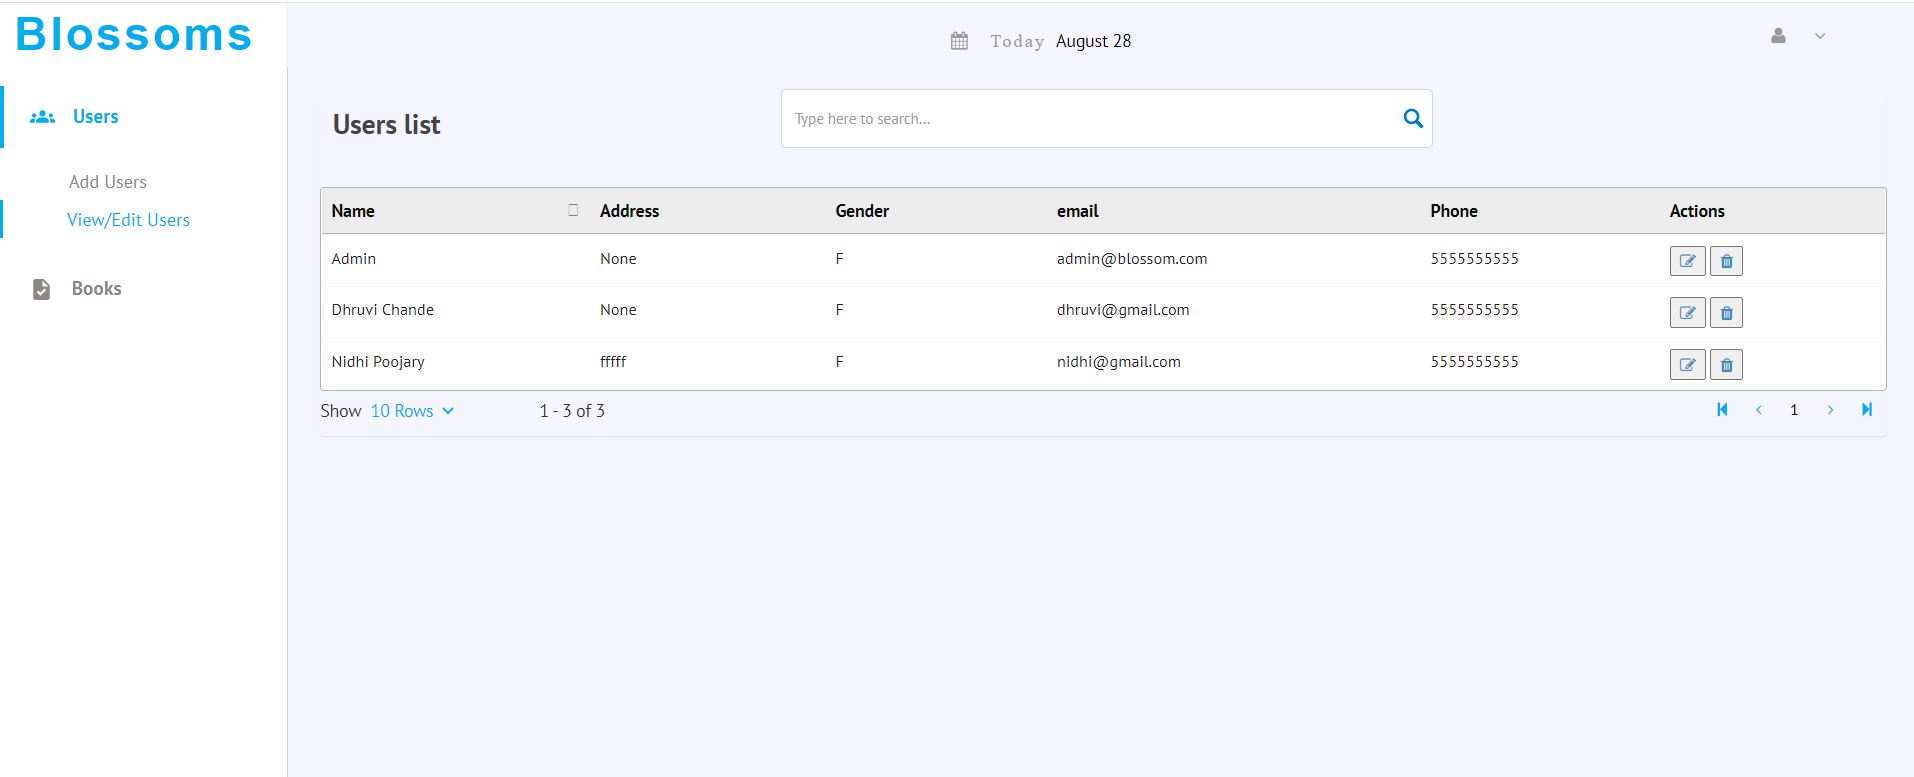 Blossoms
Today August 28
Users
Add Users
View/Edit Users
Books
Users list
Type here to search...
Name Address Gender email Phone Actions
Admin None F admin@blossom.com 5555555555
Dhruvi Chande None F dhruvi@gmail.com 5555555555
Nidhi Poojary fffff F nidhi@gmail.com 5555555555
Show 10 Rows 1 - 3 of 3 1